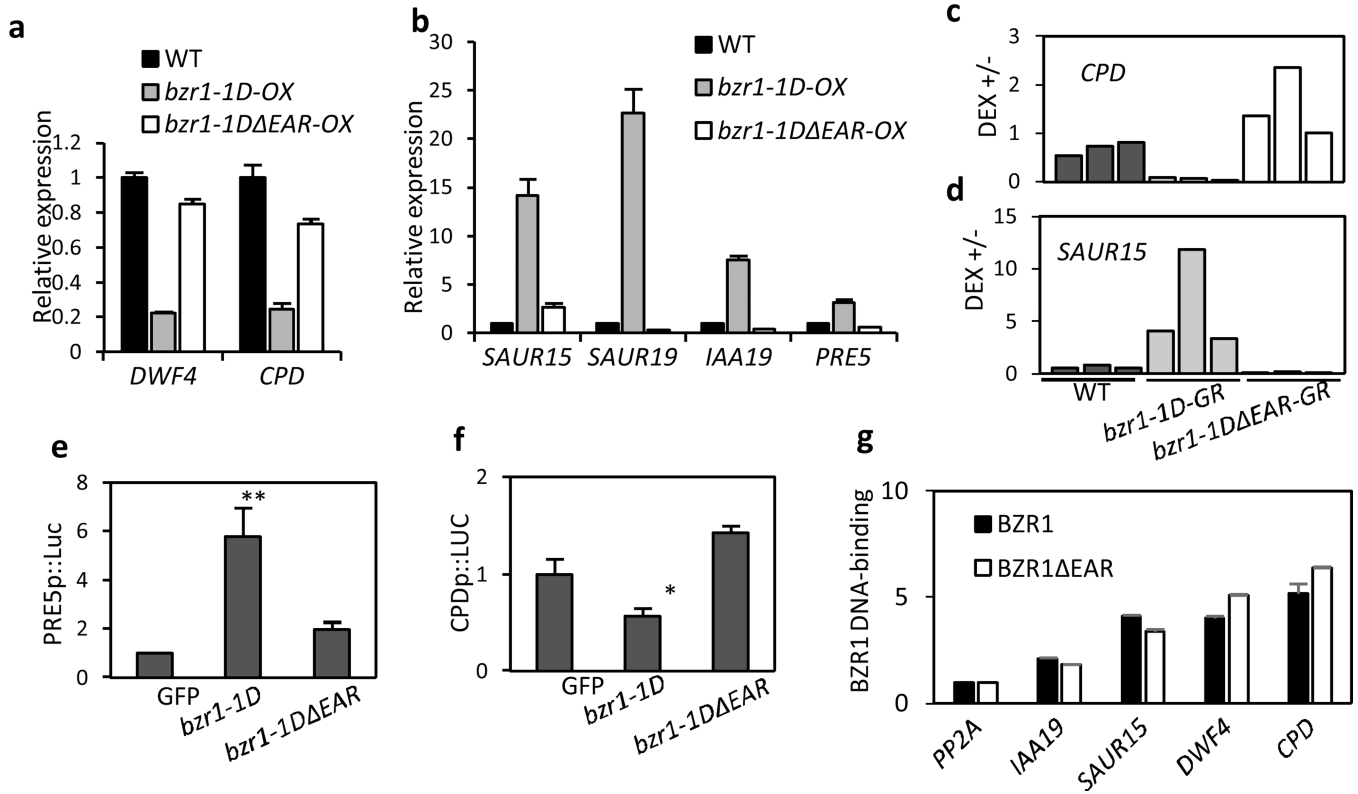 a
WT
bzr1-1D-OX
bzr1-1DΔEAR-OX
Relative expression
1.2
1
0.8
0.6
0.4
0.2
0
DWF4 CPD
b
WT
bzr1-1D-OX
bzr1-1DΔEAR-OX
Relative expression
30
25
20
15
10
5
0
SAUR15 SAUR19 IAA19 PRE5
c
DEX +/-
CPD
3
2
1
0
d
DEX +/-
SAUR15
15
10
5
0
WT bzr1-1D-GR bzr1-1DΔEAR-GR
e
PRE5p::Luc
8
6
4
2
0
**
GFP bzr1-1D bzr1-1DΔEAR
f
CPDp::LUC
2
1
0
*
GFP bzr1-1D bzr1-1DΔEAR
g
BZR1 DNA-binding
10
5
0
BZR1
BZR1ΔEAR
PP2A IAA19 SAUR15 DWF4 CPD